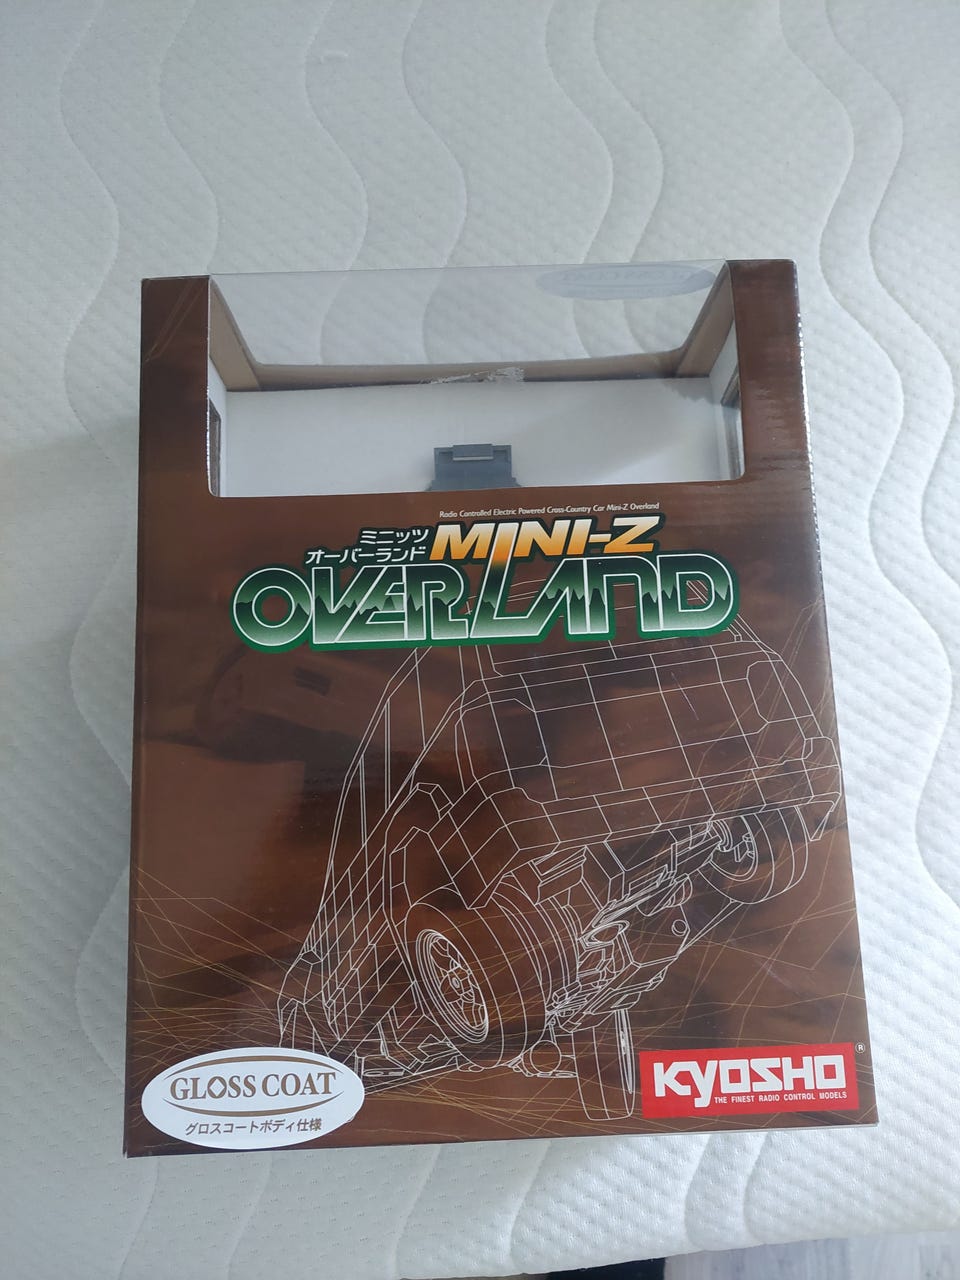 Radio Controlled Electric Powered Cross-Country Car Mini-Z Overland
ミニッツ
オーバーランド
MINI-Z
OVERLAND
GLOSS COAT
グロスコートボディ仕様
KYOSHO®
THE FINEST RADIO CONTROL MODELS